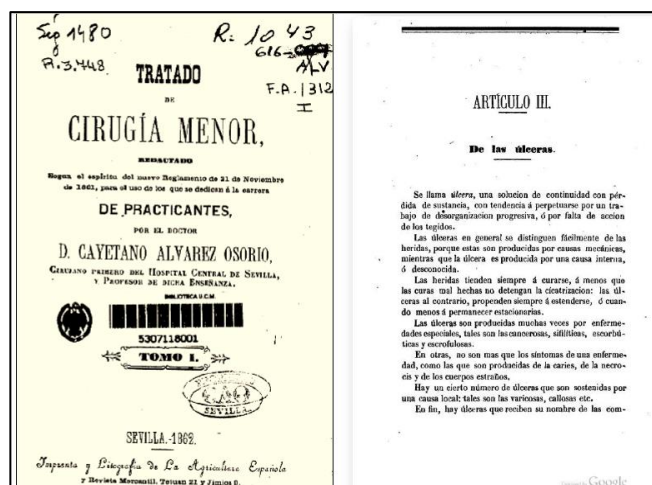 Sig 1480
R. 3.748
R: 1043
616-
ALV
F.A. | 312
I
TRATADO
DE
CIRUGÍA MENOR,
REDACTADO
Segun el espíritu del nuevo Reglamento de 21 de Noviembre
de 1861, para el uso de los que se dedican á la carrera
DE PRACTICANTES,
POR EL DOCTOR
D. CAYETANO ALVAREZ OSORIO,
CIRUJANO PRIMERO DEL HOSPITAL CENTRAL DE SEVILLA,
Y PROFESOR DE DICHA ENSEÑANZA.
BIBLIOTECA U.C.M.
5307118001
TOMO I.
SEVILLA
SEVILLA.-1862.
Imprenta y Litografía de La Agricultura Española
y Revista Mercantil, Tetuan 21 y Jimios 9.
ARTÍCULO III.
De las úlceras.
Se llama úlcera, una solucion de continuidad con pér-
dida de sustancia, con tendencia á perpetuarse por un tra-
bajo de desorganizacion progresiva, ó por falta de accion
de los tegidos.
Las úlceras en general se distinguen fácilmente de las
heridas, porque estas son producidas por causas mecánicas,
mientras que la úlcera es producida por una causa interna,
ó desconocida.
Las heridas tienden siempre á curarse, á menos que
las curas mal hechas no detengan la cicatrizacion: las úl-
ceras al contrario, propenden siempre á estenderse, ó cuan-
do menos á permanecer estacionarias.
Las úlceras son producidas muchas veces por enferme-
dades especiales, tales son las cancerosas, sifilíticas, escorbú-
ticas y escrofulosas.
En otras, no son mas que los síntomas de una enferme-
dad, como las que son producidas de la caries, de la necro-
cis y de los cuerpos estraños.
Hay un cierto número de úlceras que son sostenidas por
una causa local: tales son las varicosas, callosas etc.
En fin, hay úlceras que reciben su nombre de las com-
Google